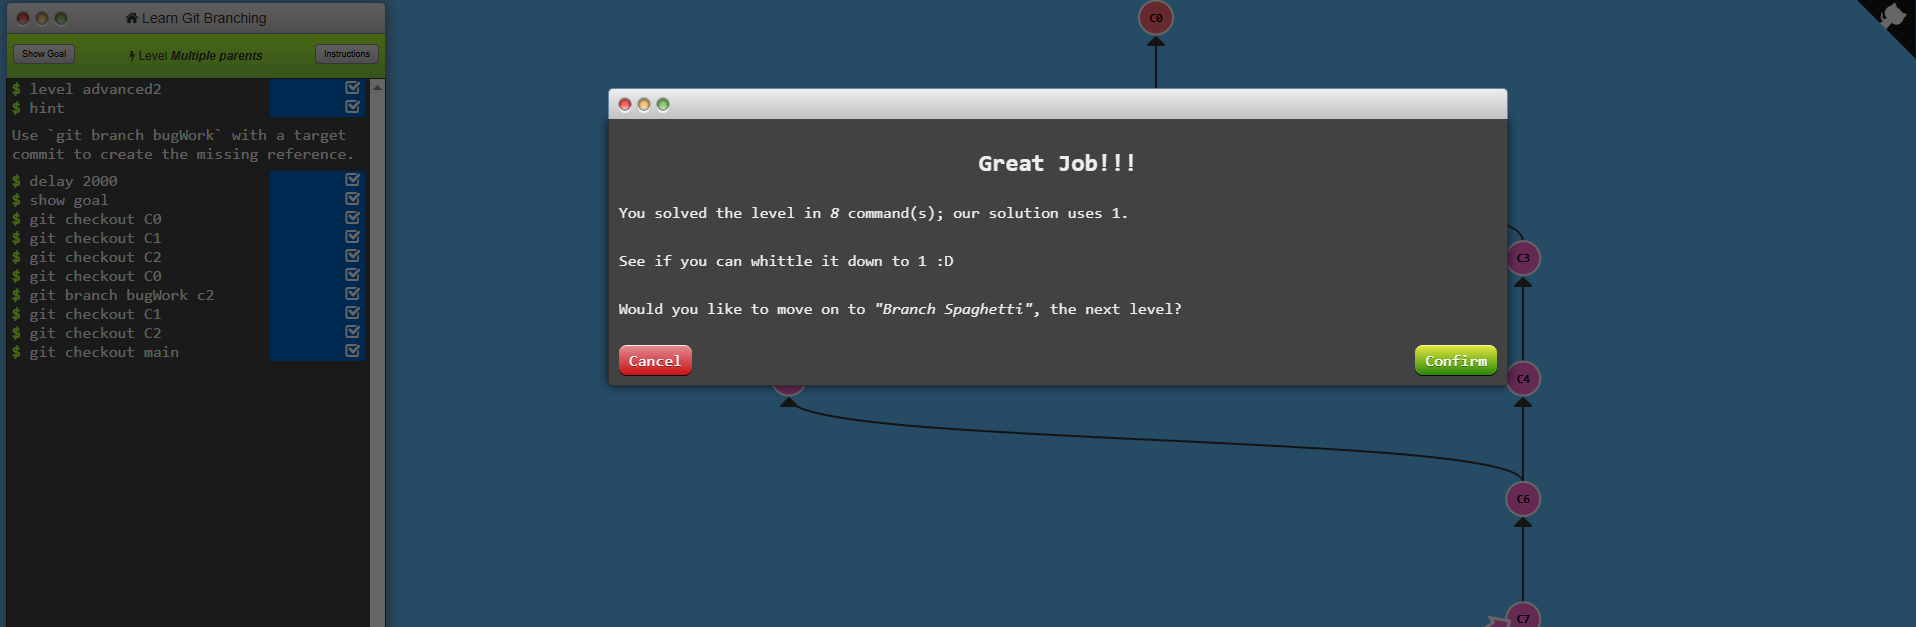 Learn Git Branching
Show Goal
Level Multiple parents
Instructions
$ level advanced2
$ hint
Use `git branch bugWork` with a target
commit to create the missing reference.
$ delay 2000
$ show goal
$ git checkout C0
$ git checkout C1
$ git checkout C2
$ git checkout C0
$ git branch bugWork c2
$ git checkout C1
$ git checkout C2
$ git checkout main
C0
Great Job!!!
You solved the level in 8 command(s); our solution uses 1.
See if you can whittle it down to 1 :D
Would you like to move on to "Branch Spaghetti", the next level?
Cancel
Confirm
C3
C4
C6
C7